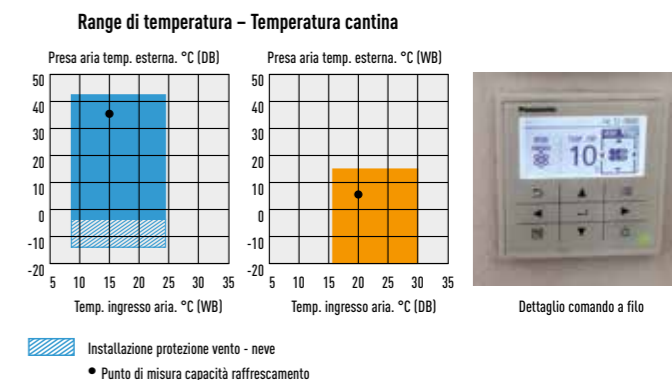 Range di temperatura – Temperatura cantina
Presa aria temp. esterna. °C (DB)
50
40
30
20
10
0
-10
-20
5 10 15 20 25 30 35
Temp. ingresso aria. °C (WB)
Presa aria temp. esterna. °C (WB)
50
40
30
20
10
0
-10
-20
5 10 15 20 25 30 35
Temp. ingresso aria. °C (DB)
Panasonic
10
Dettaglio comando a filo
Installazione protezione vento - neve
• Punto di misura capacità raffrescamento